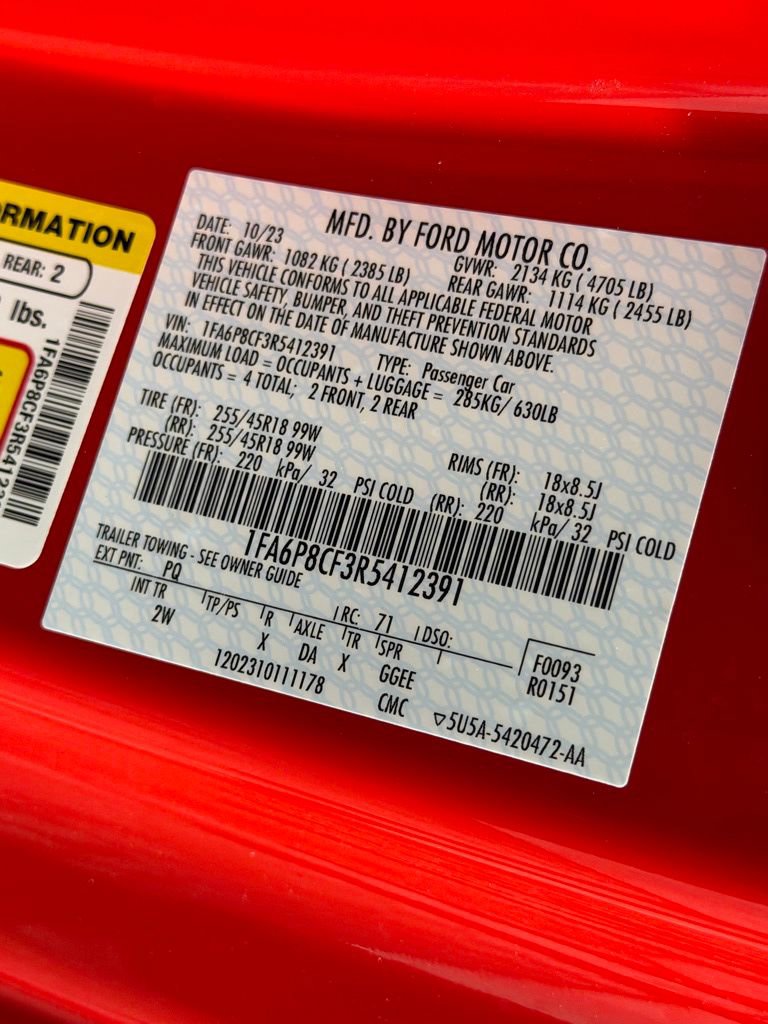 RMATION
REAR: 2
lbs.
1FA6P8CF3R54123
MFD. BY FORD MOTOR CO.
DATE: 10/23 GVWR: 2134 KG ( 4705 LB)
FRONT GAWR: 1082 KG ( 2385 LB) REAR GAWR: 1114 KG ( 2455 LB)
THIS VEHICLE CONFORMS TO ALL APPLICABLE FEDERAL MOTOR
VEHICLE SAFETY, BUMPER, AND THEFT PREVENTION STANDARDS
IN EFFECT ON THE DATE OF MANUFACTURE SHOWN ABOVE.
VIN: 1FA6P8CF3R5412391 TYPE: Passenger Car
MAXIMUM LOAD = OCCUPANTS + LUGGAGE = 285KG/ 630LB
OCCUPANTS = 4 TOTAL; 2 FRONT, 2 REAR
TIRE (FR): 255/45R18 99W RIMS (FR): 18x8.5J
(RR): 255/45R18 99W (RR): 18x8.5J
PRESSURE (FR): 220 kPa/ 32 PSI COLD (RR): 220 kPa/ 32 PSI COLD
1FA6P8CF3R5412391
TRAILER TOWING - SEE OWNER GUIDE
EXT PNT: PQ RC: 71 DSO: F0093
INT TR TP/PS R AXLE TR SPR R0151
2W X DA X GGEE
1202310111178 CMC ▽5U5A-5420472-AA